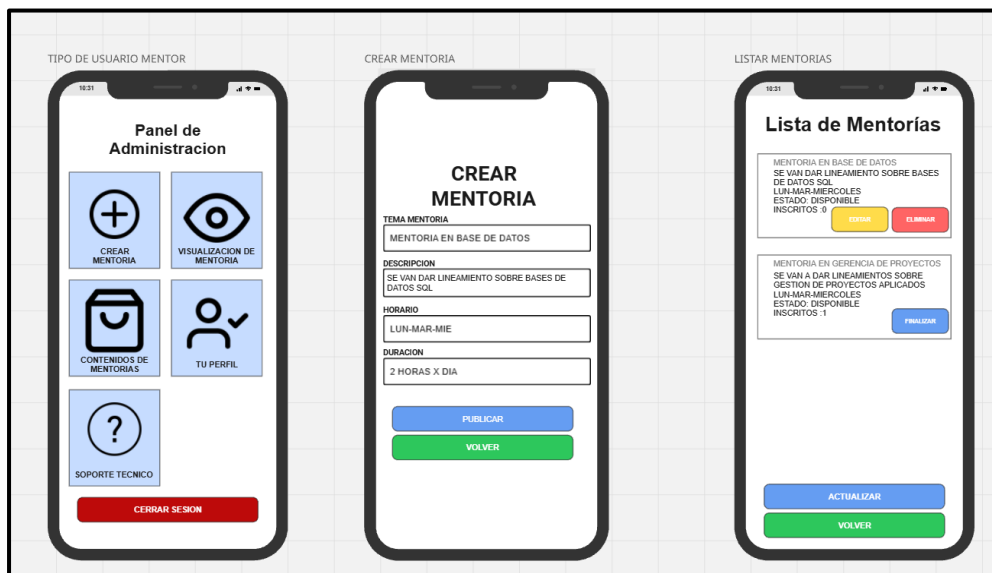 TIPO DE USUARIO MENTOR
10:31
Panel de
Administracion
CREAR
MENTORIA
VISUALIZACION DE
MENTORIA
CONTENIDOS DE
MENTORIAS
TU PERFIL
?
SOPORTE TECNICO
CERRAR SESION
CREAR MENTORIA
CREAR
MENTORIA
TEMA MENTORIA
MENTORIA EN BASE DE DATOS
DESCRIPCION
SE VAN DAR LINEAMIENTO SOBRE BASES DE
DATOS SQL
HORARIO
LUN-MAR-MIE
DURACION
2 HORAS X DIA
PUBLICAR
VOLVER
LISTAR MENTORIAS
10:31
Lista de Mentorías
MENTORIA EN BASE DE DATOS
SE VAN DAR LINEAMIENTO SOBRE BASES
DE DATOS SQL
LUN-MAR-MIERCOLES
ESTADO: DISPONIBLE
INSCRITOS :0
EDITAR
ELIMINAR
MENTORIA EN GERENCIA DE PROYECTOS
SE VAN A DAR LINEAMIENTOS SOBRE
GESTION DE PROYECTOS APLICADOS
LUN-MAR-MIERCOLES
ESTADO: DISPONIBLE
INSCRITOS :1
FINALIZAR
ACTUALIZAR
VOLVER